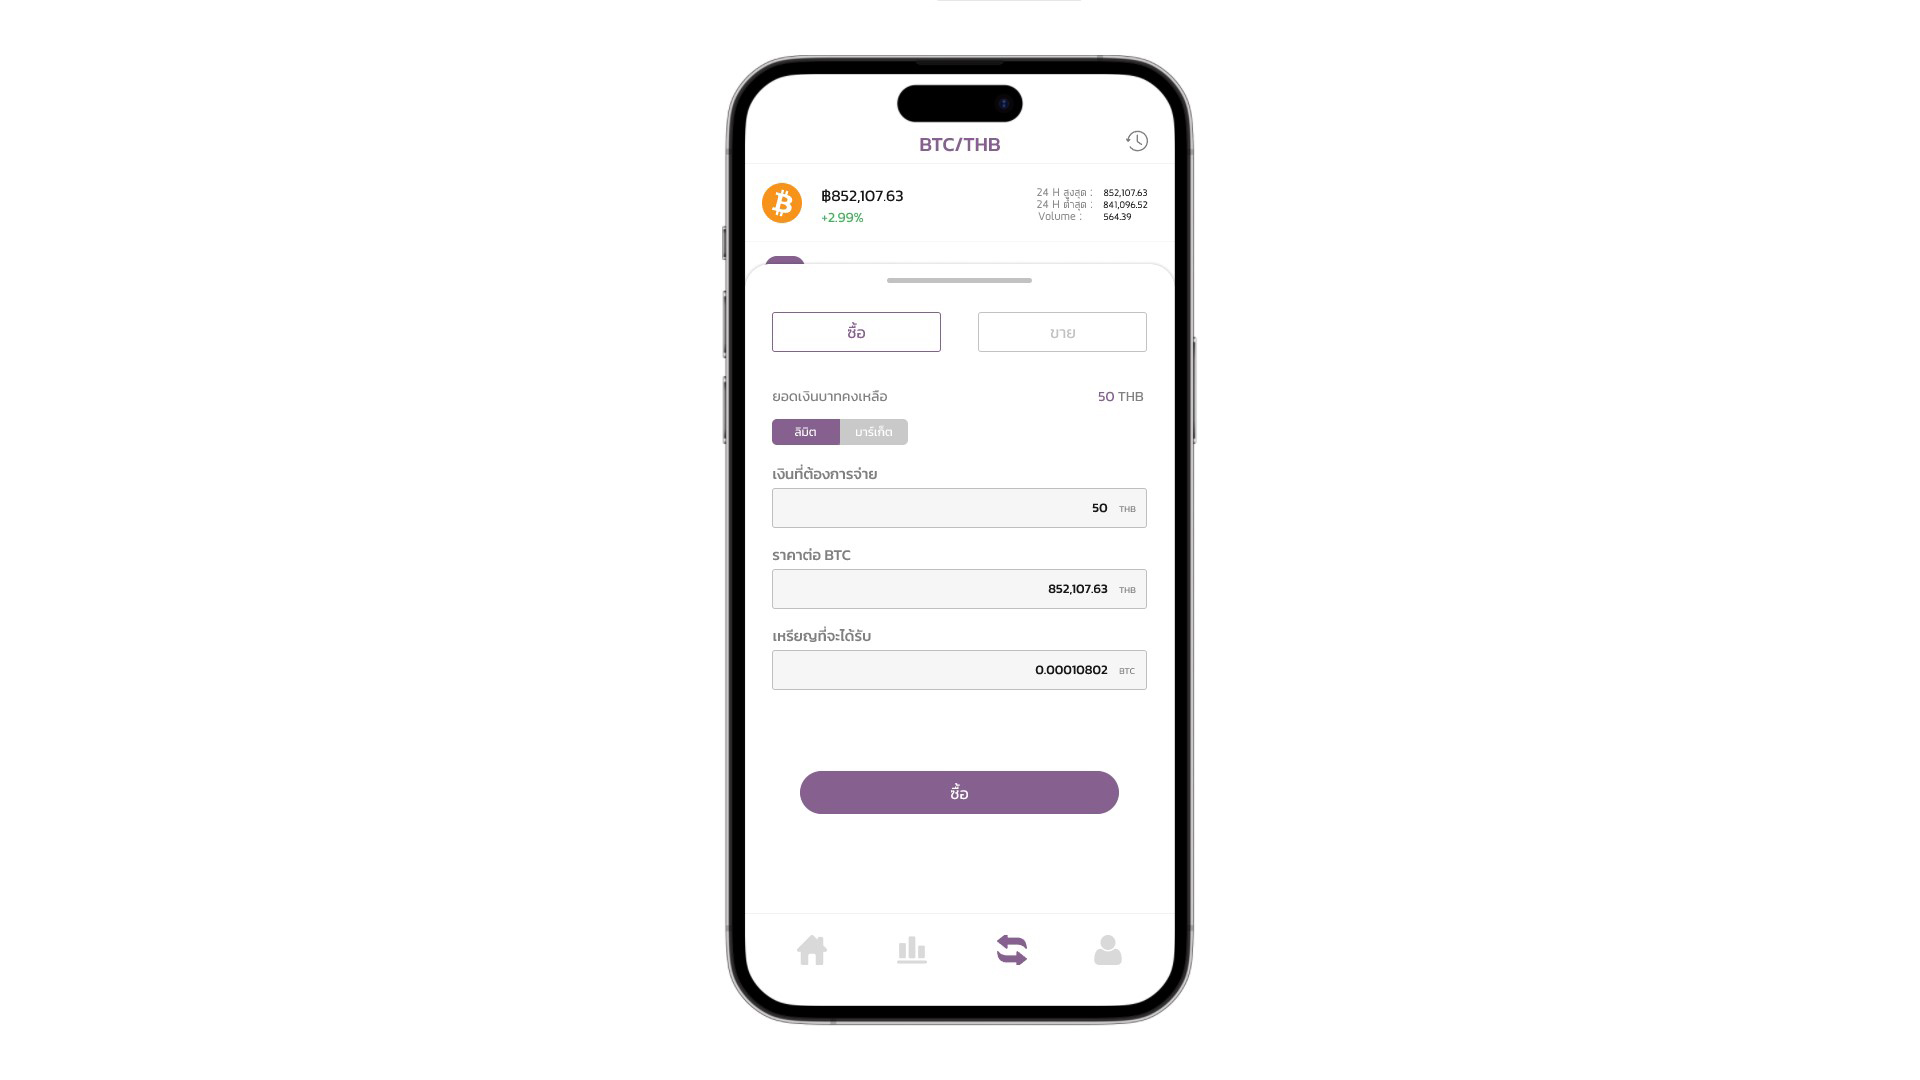 BTC/THB
฿852,107.63
+2.99%
24 H สูงสุด : 852,107.63
24 H ต่ำสุด : 841,096.52
Volume : 564.39
ซื้อ
ขาย
ยอดเงินบาทคงเหลือ 50 THB
ลิมิต มาร์เก็ต
เงินที่ต้องการจ่าย
50 THB
ราคาต่อ BTC
852,107.63 THB
เหรียญที่จะได้รับ
0.00010802 BTC
ซื้อ